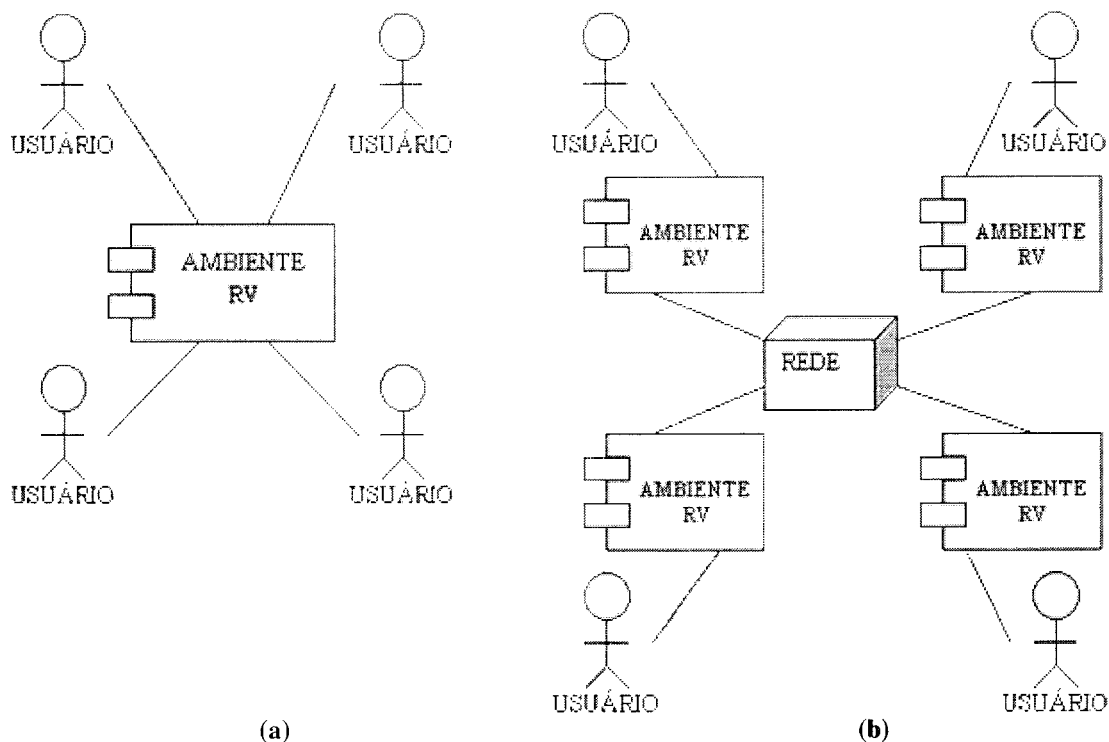 USUÁRIO
USUÁRIO
AMBIENTE
RV
USUÁRIO
USUÁRIO
(a)
USUÁRIO
USUÁRIO
AMBIENTE
RV
AMBIENTE
RV
REDE
AMBIENTE
RV
AMBIENTE
RV
USUÁRIO
USUÁRIO
(b)